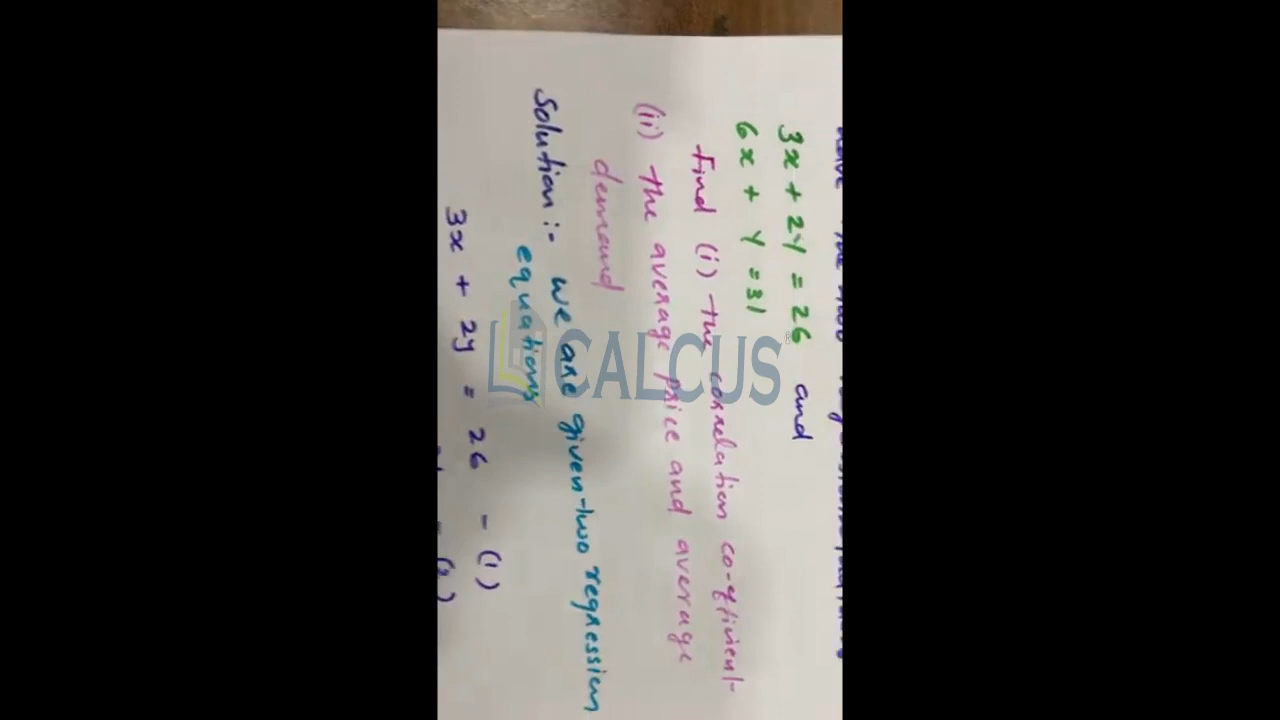 3x + 2y = 26 and
6x + y = 31
Find (i) the correlation co-efficient
(ii) the average price and average
demand
Solution :- we are given two regression
equations
3x + 2y = 26 - (1)
CALCUS